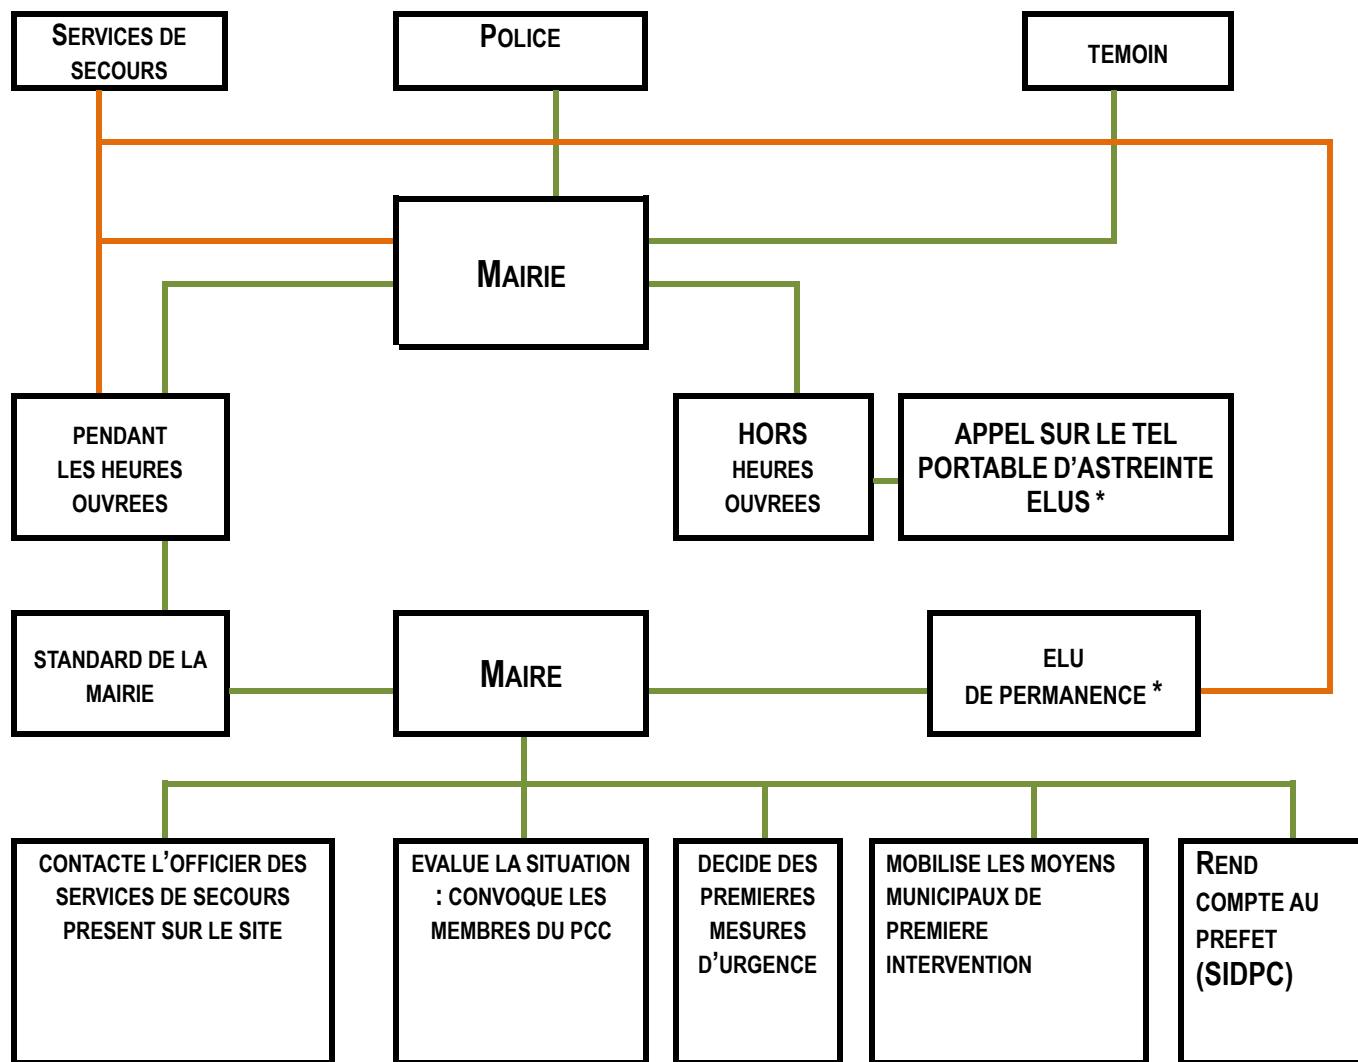 SERVICES DE
SECOURS
POLICE
TEMOIN
MAIRIE
PENDANT
LES HEURES
OUVREES
HORS
HEURES
OUVREES
APPEL SUR LE TEL
PORTABLE D’ASTREINTE
ELUS *
STANDARD DE LA
MAIRIE
MAIRE
ELU
DE PERMANENCE *
CONTACTE L’OFFICIER DES
SERVICES DE SECOURS
PRESENT SUR LE SITE
EVALUE LA SITUATION
: CONVOQUE LES
MEMBRES DU PCC
DECIDE DES
PREMIERES
MESURES
D’URGENCE
MOBILISE LES MOYENS
MUNICIPAUX DE
PREMIERE
INTERVENTION
REND
COMPTE AU
PREFET
(SIDPC)